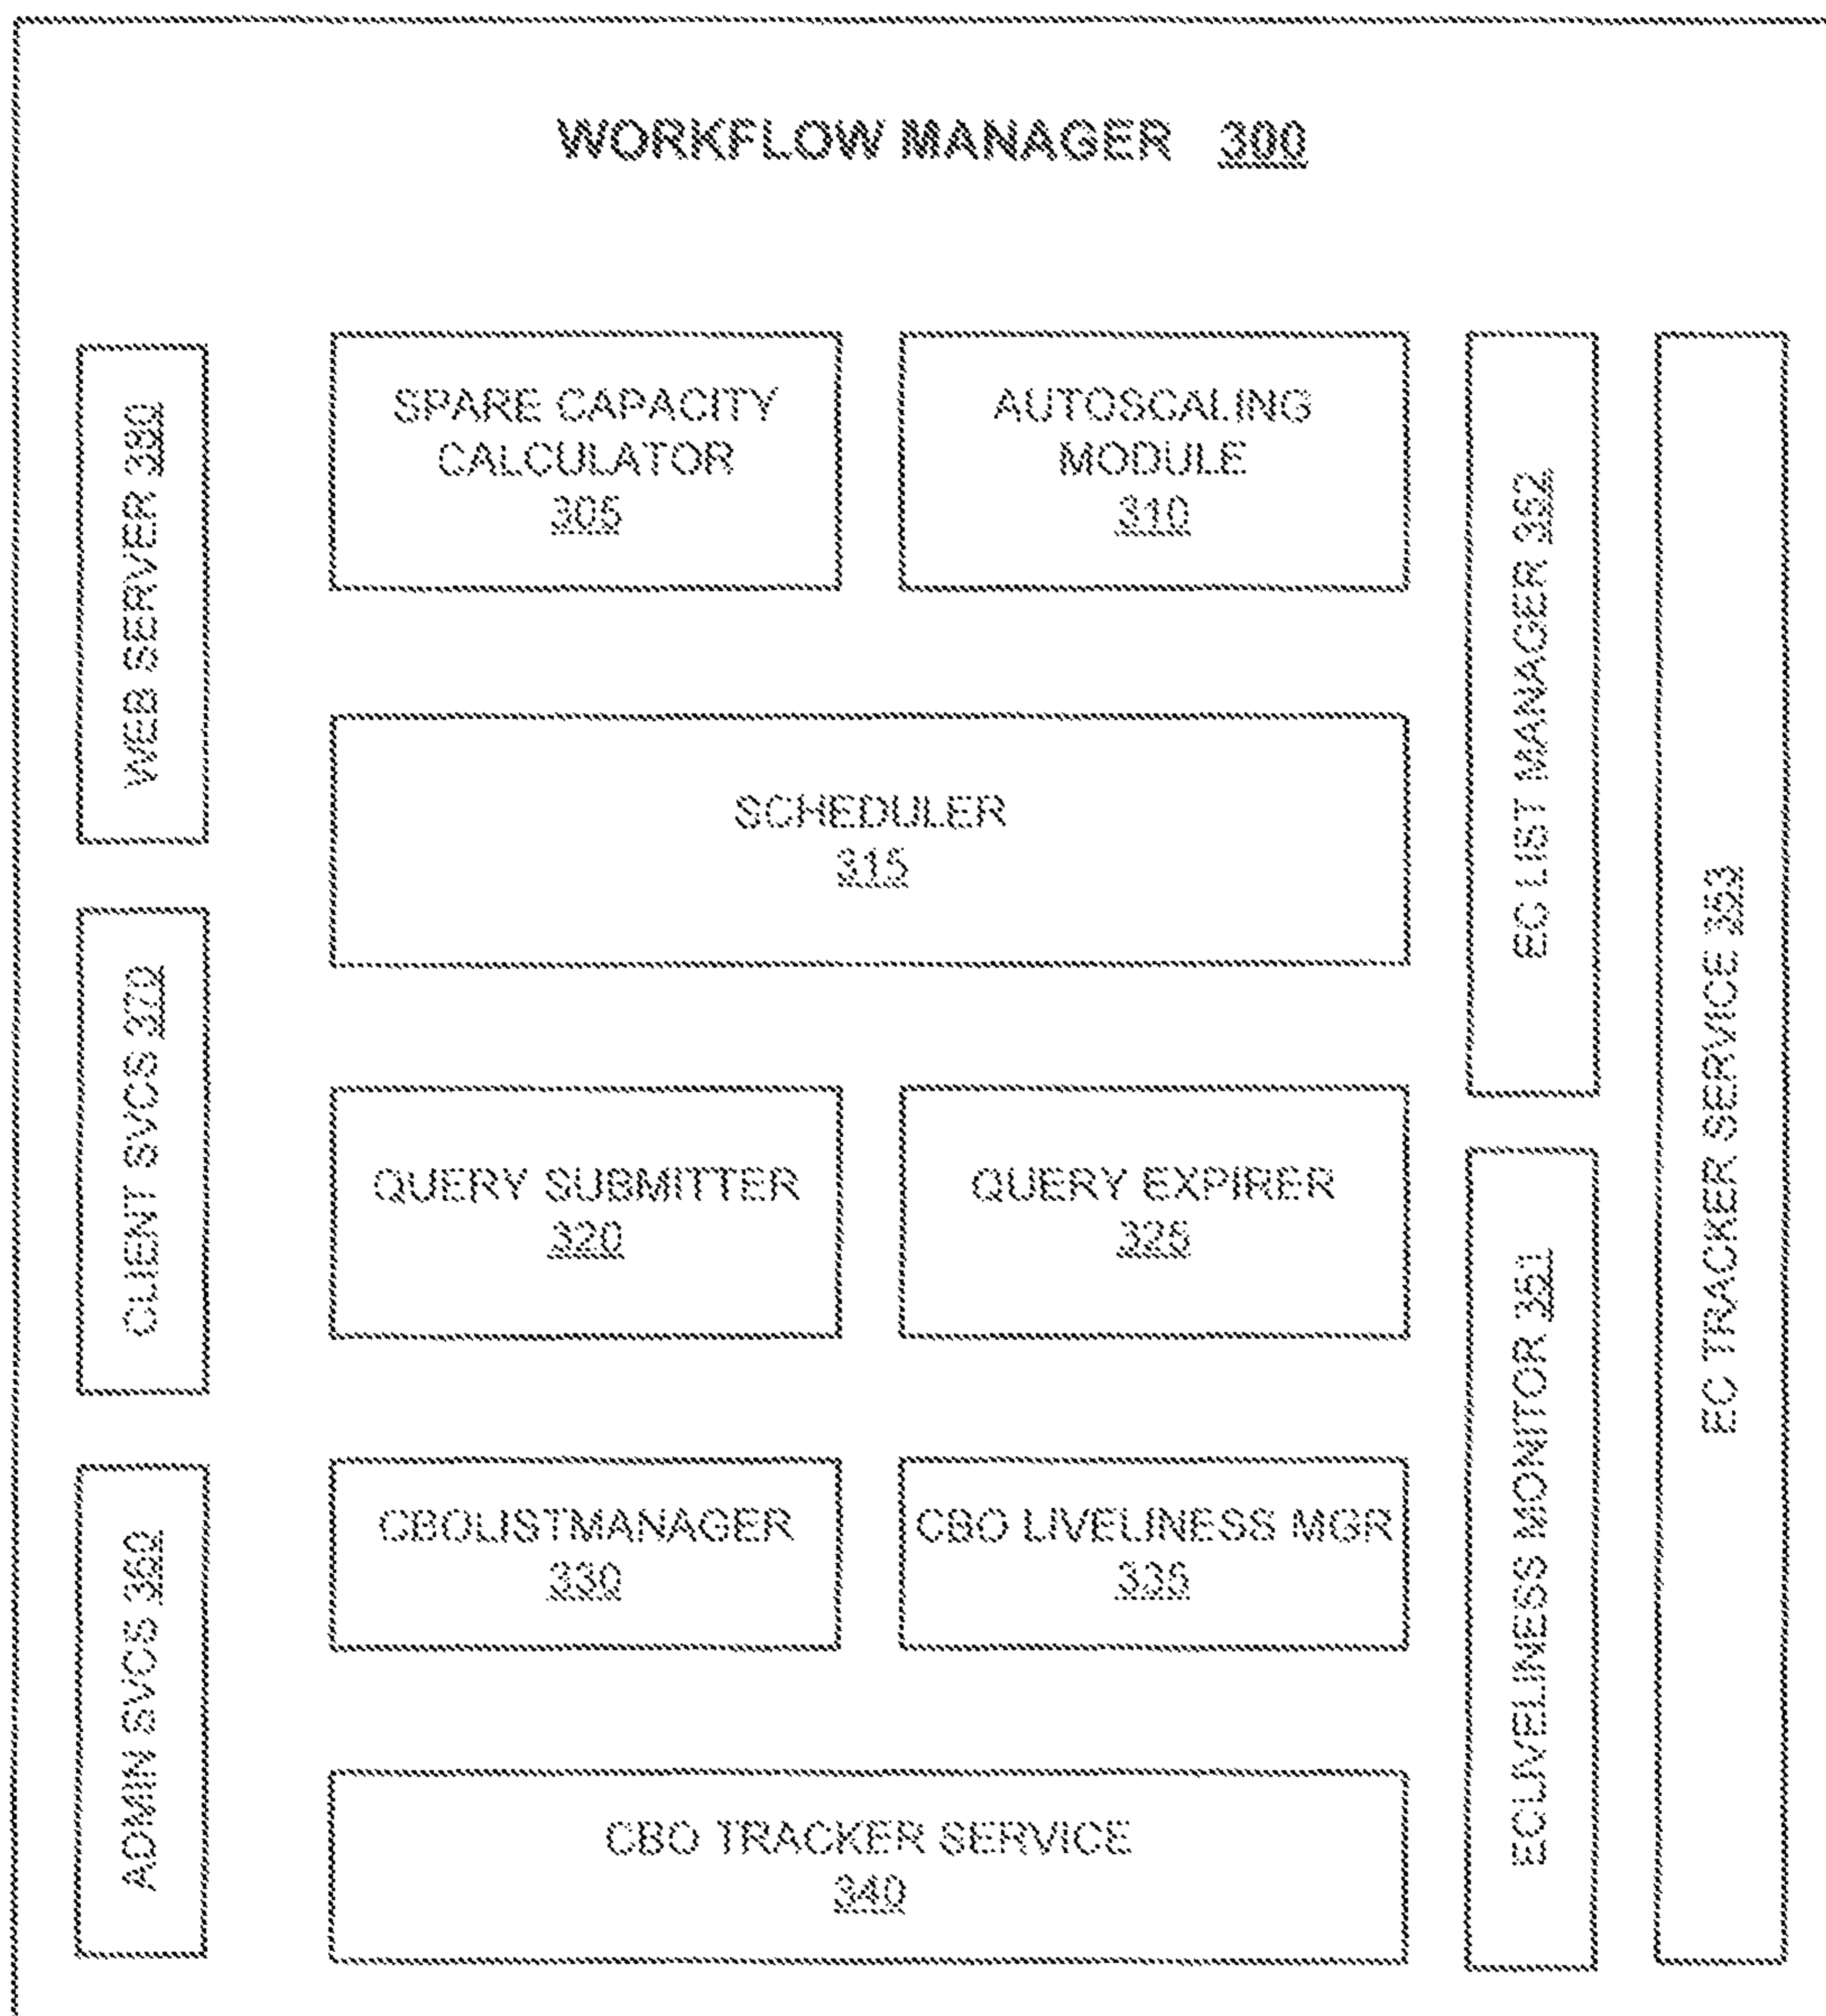 WORKFLOW MANAGER 300
WEB SERVER 380
CLIENT SVCS 370
ADMIN SVCS 360
SPARE CAPACITY
CALCULATOR
305
AUTOSCALING
MODULE
310
SCHEDULER
315
QUERY SUBMITTER
320
QUERY EXPIRER
325
CBOLISTMANAGER
330
CBO LIVELINESS MGR
335
CBO TRACKER SERVICE
340
EC LIST MANAGER 352
ECLIVELINESS MONITOR 351
EC TRACKER SERVICE 353